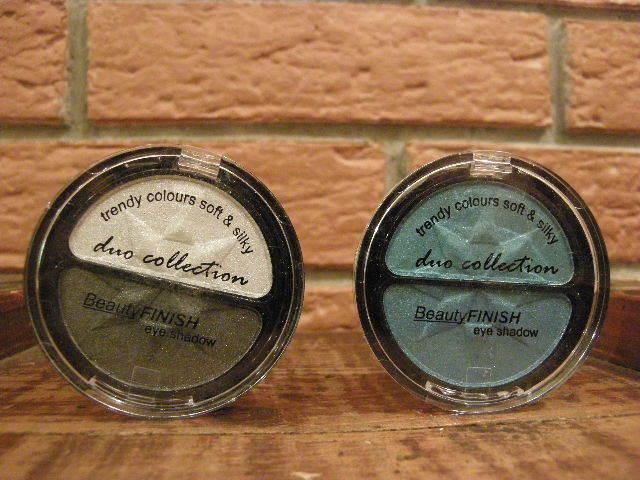 trendy colours soft & silky
duo collection
BeautyFINISH
eye shadow
trendy colours soft & silky
duo collection
BeautyFINISH
eye shadow